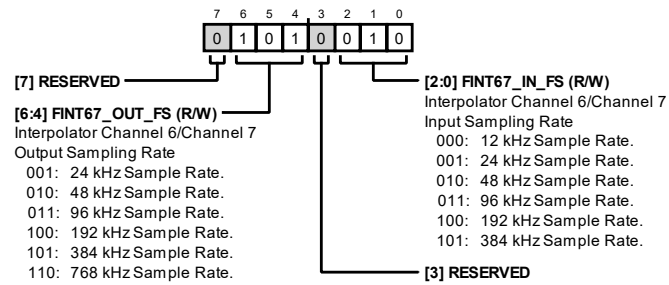 7 6 5 4 3 2 1 0
0 1 0 1 0 0 1 0
[7] RESERVED
[6:4] FINT67_OUT_FS (R/W)
Interpolator Channel 6/Channel 7
Output Sampling Rate
001: 24 kHz Sample Rate.
010: 48 kHz Sample Rate.
011: 96 kHz Sample Rate.
100: 192 kHz Sample Rate.
101: 384 kHz Sample Rate.
110: 768 kHz Sample Rate.
[2:0] FINT67_IN_FS (R/W)
Interpolator Channel 6/Channel 7
Input Sampling Rate
000: 12 kHz Sample Rate.
001: 24 kHz Sample Rate.
010: 48 kHz Sample Rate.
011: 96 kHz Sample Rate.
100: 192 kHz Sample Rate.
101: 384 kHz Sample Rate.
[3] RESERVED